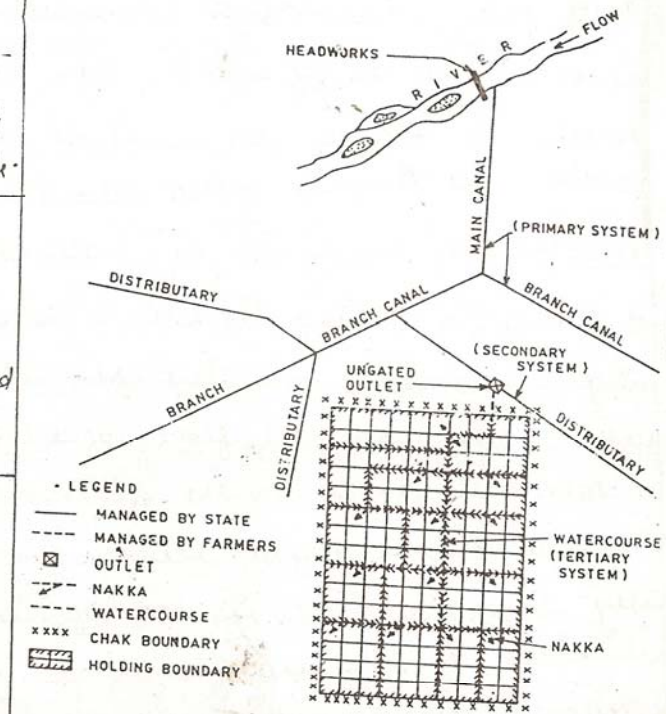 HEADWORKS
RIVER
FLOW
MAIN CANAL
(PRIMARY SYSTEM)
DISTRIBUTARY
BRANCH CANAL
BRANCH CANAL
(SECONDARY
SYSTEM)
UNGATED
OUTLET
BRANCH
DISTRIBUTARY
DISTRIBUTARY
LEGEND
MANAGED BY STATE
MANAGED BY FARMERS
OUTLET
NAKKA
WATERCOURSE
XXXX CHAK BOUNDARY
HOLDING BOUNDARY
WATERCOURSE
(TERTIARY
SYSTEM)
NAKKA